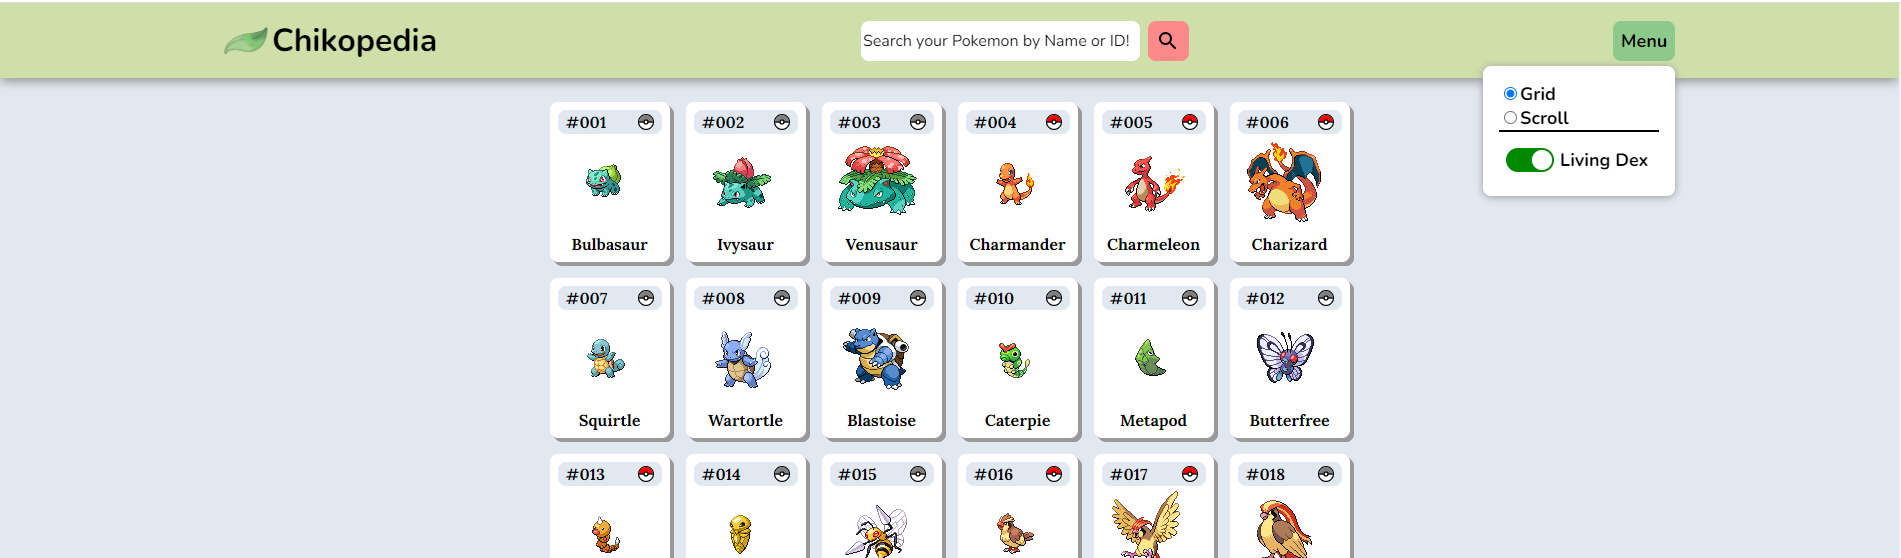 Chikopedia
Search your Pokemon by Name or ID!
Menu
Grid
Scroll
Living Dex
#001 #002 #003 #004 #005 #006
Bulbasaur Ivysaur Venusaur Charmander Charmeleon Charizard
#007 #008 #009 #010 #011 #012
Squirtle Wartortle Blastoise Caterpie Metapod Butterfree
#013 #014 #015 #016 #017 #018